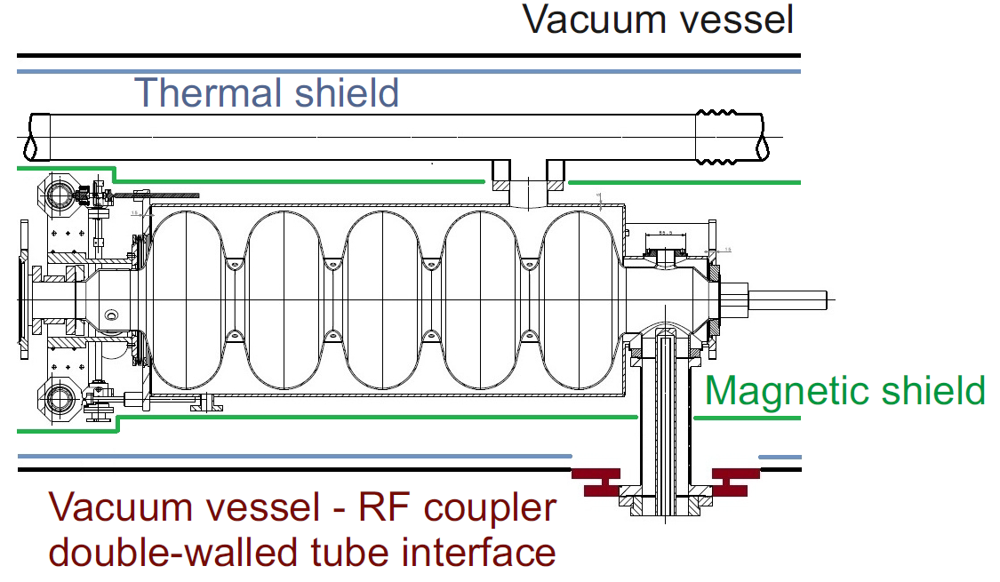 Vacuum vessel
Thermal shield
Magnetic shield
Vacuum vessel - RF coupler
double-walled tube interface